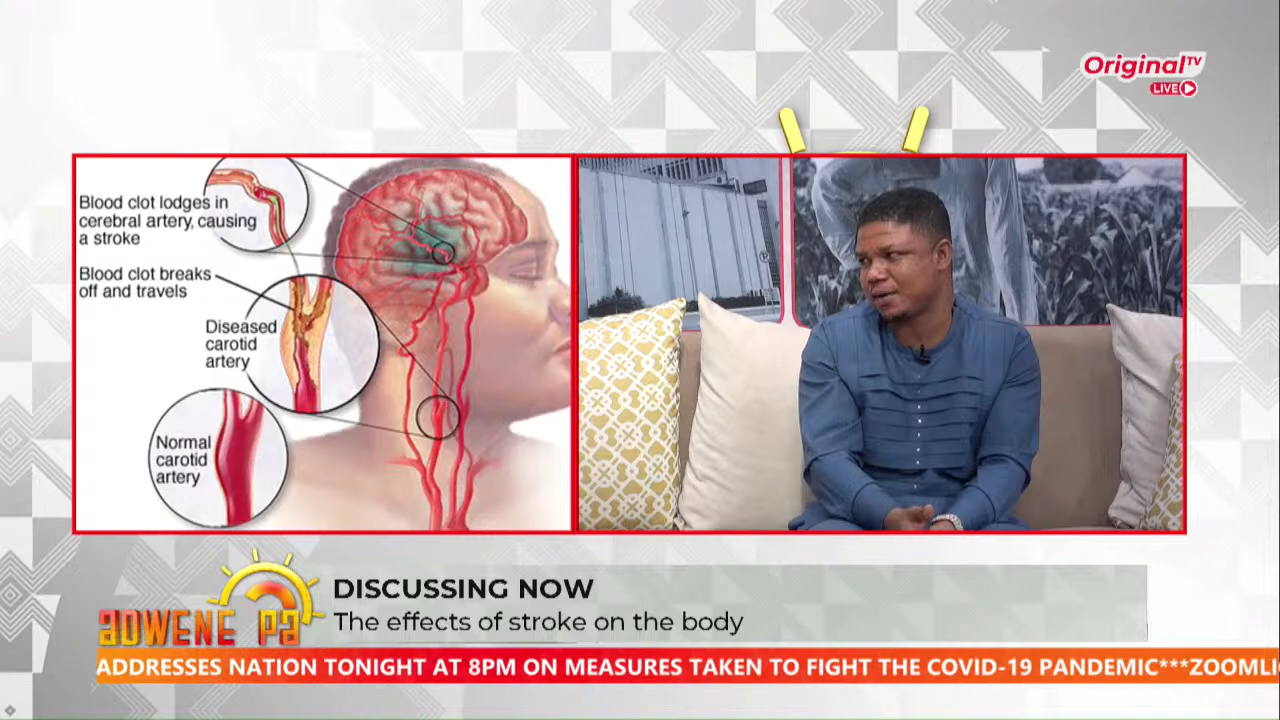 OriginalTV
LIVE
Blood clot lodges in
cerebral artery, causing
a stroke
Blood clot breaks
off and travels
Diseased
carotid
artery
Normal
carotid
artery
DISCUSSING NOW
ADWENE PA
The effects of stroke on the body
ADDRESSES NATION TONIGHT AT 8PM ON MEASURES TAKEN TO FIGHT THE COVID-19 PANDEMIC***ZOOMLI